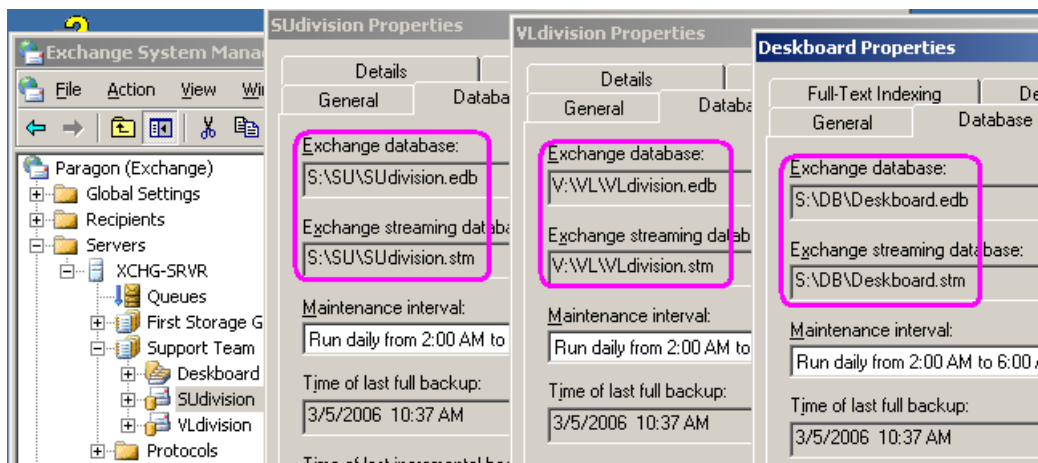 Exchange System Mana
File Action View Wi
Paragon (Exchange)
Global Settings
Recipients
Servers
XCHG-SRVR
Queues
First Storage G
Support Team
Deskboard
SUdivision
VLdivision
Protocols
SUdivision Properties
Details
General Databa
Exchange database:
S:\SU\SUdivision.edb
Exchange streaming databa
S:\SU\SUdivision.stm
Maintenance interval:
Run daily from 2:00 AM to
Time of last full backup:
3/5/2006 10:37 AM
Time of last incremental ba
VLdivision Properties
Details
General Databa
Exchange database:
V:\VL\VLdivision.edb
Exchange streaming datab
V:\VL\VLdivision.stm
Maintenance interval:
Run daily from 2:00 AM to
Time of last full backup:
3/5/2006 10:37 AM
Deskboard Properties
Full-Text Indexing De
General Database
Exchange database:
S:\DB\Deskboard.edb
Exchange streaming database:
S:\DB\Deskboard.stm
Maintenance interval:
Run daily from 2:00 AM to 6:00
Time of last full backup:
3/5/2006 10:37 AM